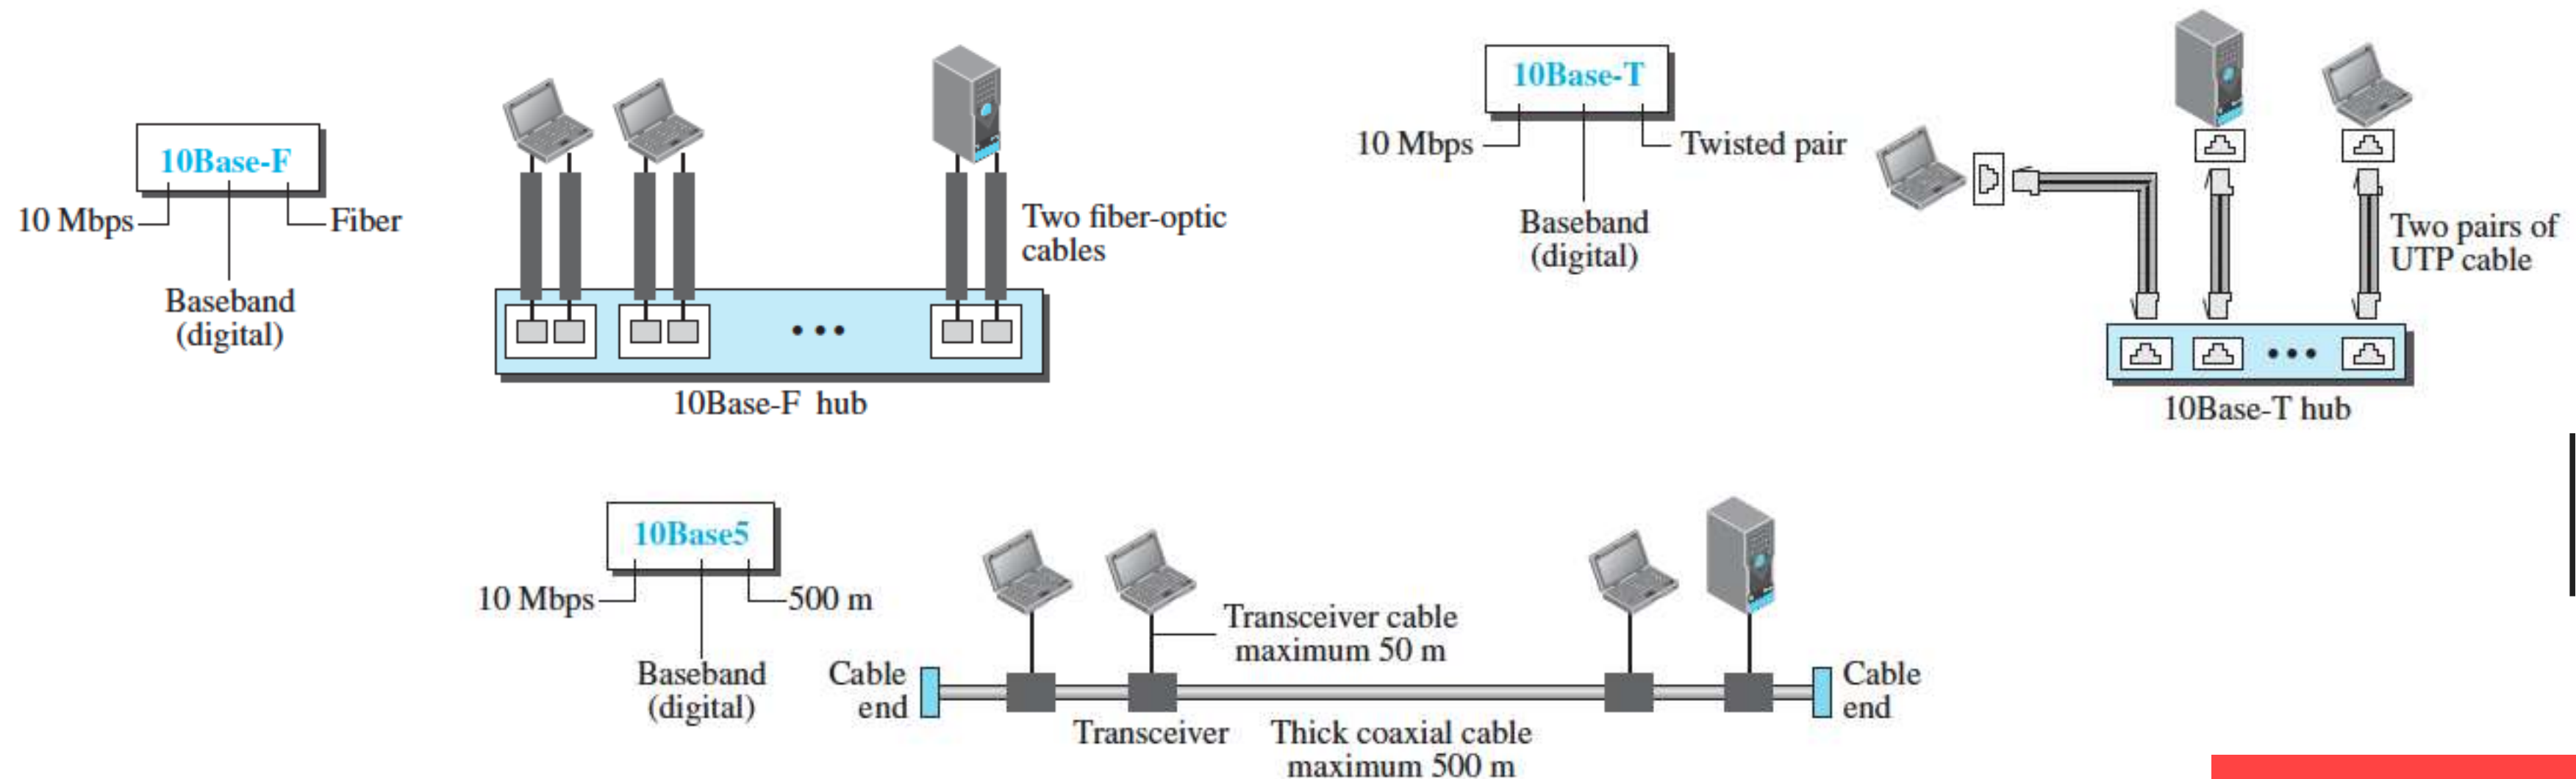 10Base-F
10 Mbps
Fiber
Baseband
(digital)
Two fiber-optic
cables
10Base-F hub
10Base-T
10 Mbps
Twisted pair
Baseband
(digital)
Two pairs of
UTP cable
10Base-T hub
10Base5
10 Mbps
500 m
Baseband
(digital)
Transceiver cable
maximum 50 m
Cable
end
Transceiver
Thick coaxial cable
maximum 500 m
Cable
end